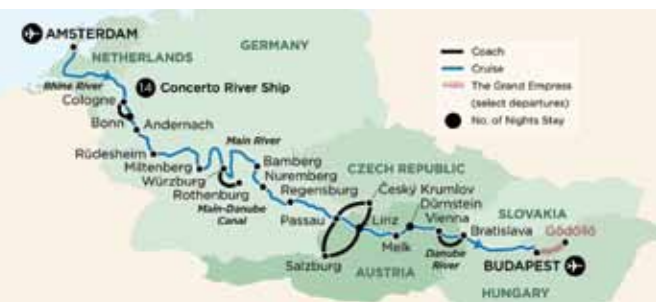 AMSTERDAM
NETHERLANDS
GERMANY
Coach
Cruise
The Grand Empress
(select departures)
No. of Nights Stay
Rhine River
14 Concerto River Ship
Cologne
Bonn
Andernach
Main River
Rüdesheim
Miltenberg
Würzburg
Rothenburg
Main-Danube
Canal
Bamberg
Nuremberg
Regensburg
CZECH REPUBLIC
Český Krumlov
Dürnstein
Passau
Linz
Vienna
SLOVAKIA
Bratislava
Gödöllő
Melk
Danube
River
Salzburg
AUSTRIA
BUDAPEST
HUNGARY